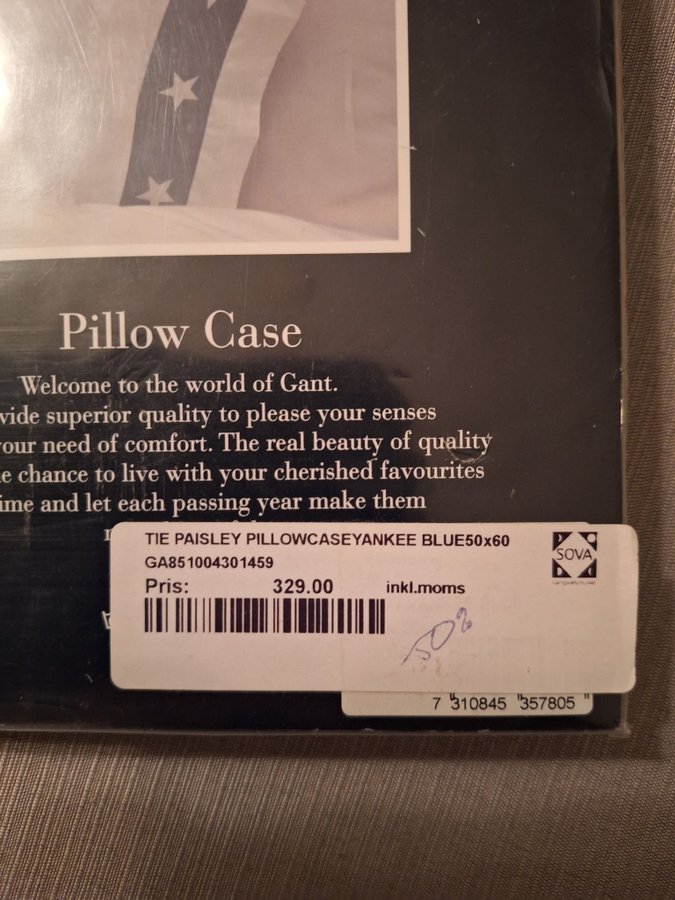 Pillow Case
Welcome to the world of Gant.
vide superior quality to please your senses
our need of comfort. The real beauty of quality
e chance to live with your cherished favourites
ime and let each passing year make them
TIE PAISLEY PILLOWCASEYANKEE BLUE50x60
GA851004301459
SOVA
Pris: 329.00 inkl.moms
50%
7 310845 357805